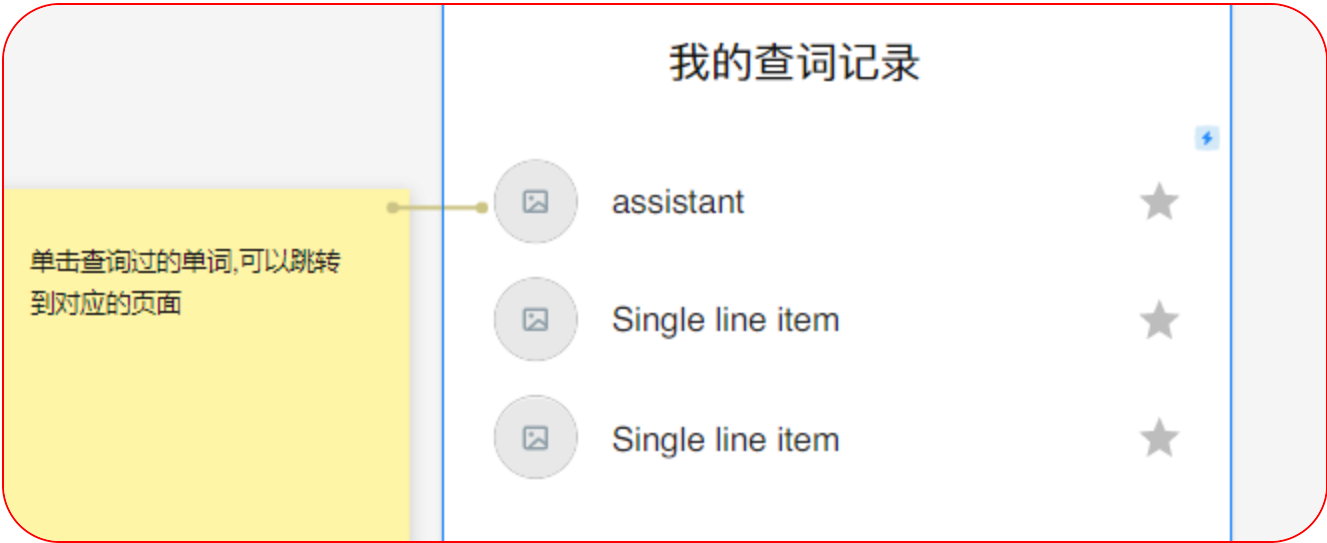 我的查词记录
assistant
单击查询过的单词,可以跳转
到对应的页面
Single line item
Single line item